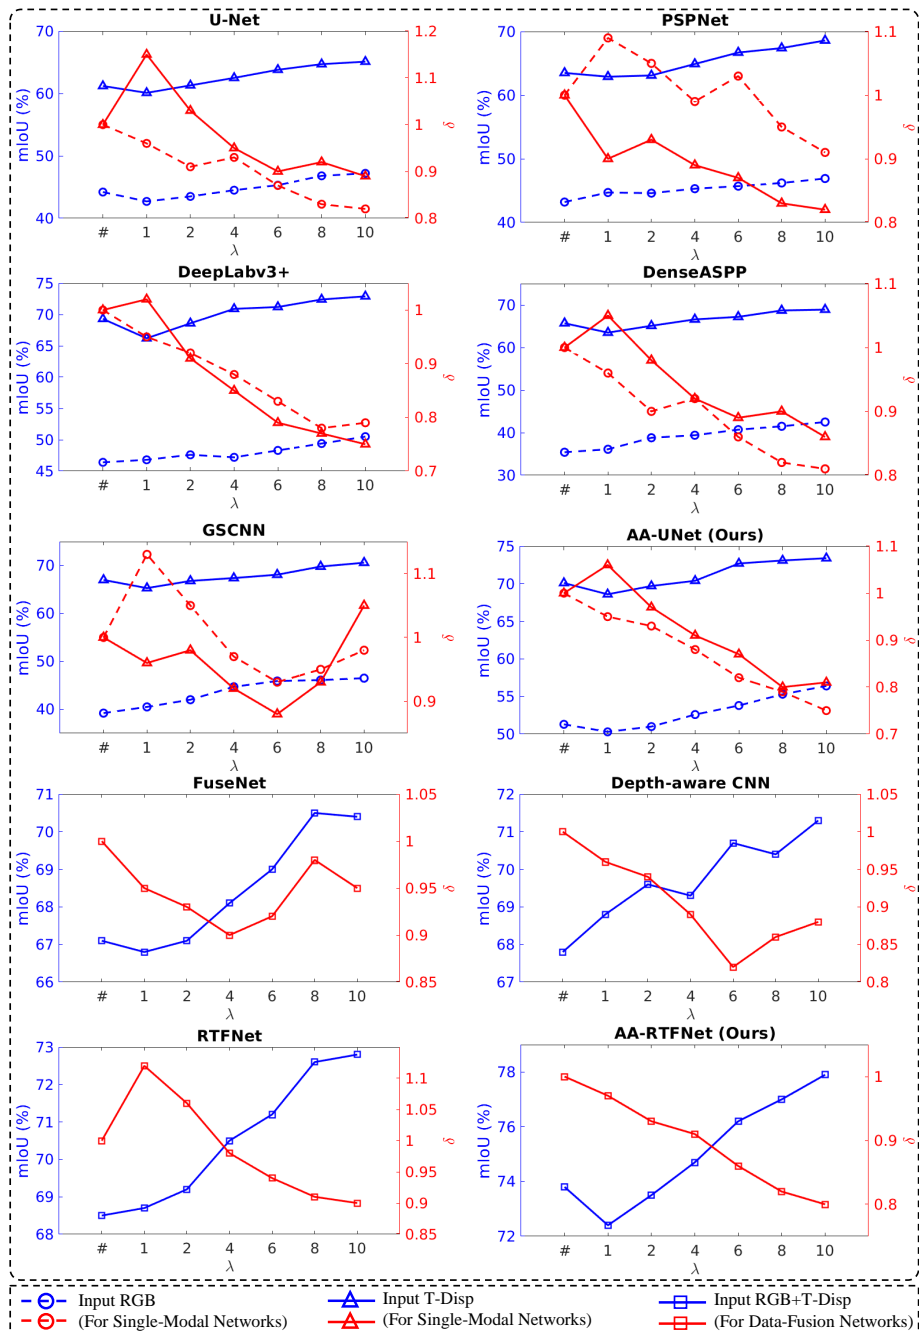 U-Net
mIoU (%)
70
60
50
40
# 1 2 4 6 8 10
λ
1.2
1.1
1
0.9
0.8
δ
PSPNet
mIoU (%)
70
60
50
40
# 1 2 4 6 8 10
λ
1.1
1
0.9
0.8
δ
DeepLabv3+
mIoU (%)
75
70
65
60
55
50
45
# 1 2 4 6 8 10
λ
1
0.9
0.8
0.7
δ
DenseASPP
mIoU (%)
70
60
50
40
30
# 1 2 4 6 8 10
λ
1.1
1
0.9
0.8
δ
GSCNN
mIoU (%)
70
60
50
40
# 1 2 4 6 8 10
λ
1.1
1
0.9
δ
AA-UNet (Ours)
mIoU (%)
75
70
65
60
55
50
# 1 2 4 6 8 10
λ
1.1
1
0.9
0.8
0.7
δ
FuseNet
mIoU (%)
71
70
69
68
67
66
# 1 2 4 6 8 10
λ
1.05
1
0.95
0.9
0.85
δ
Depth-aware CNN
mIoU (%)
72
71
70
69
68
67
# 1 2 4 6 8 10
λ
1.05
1
0.95
0.9
0.85
0.8
δ
RTFNet
mIoU (%)
73
72
71
70
69
68
# 1 2 4 6 8 10
λ
1.1
1.05
1
0.95
0.9
0.85
δ
AA-RTFNet (Ours)
mIoU (%)
78
76
74
72
# 1 2 4 6 8 10
λ
1
0.9
0.8
δ
Input RGB
(For Single-Modal Networks)
Input T-Disp
(For Single-Modal Networks)
Input RGB+T-Disp
(For Data-Fusion Networks)